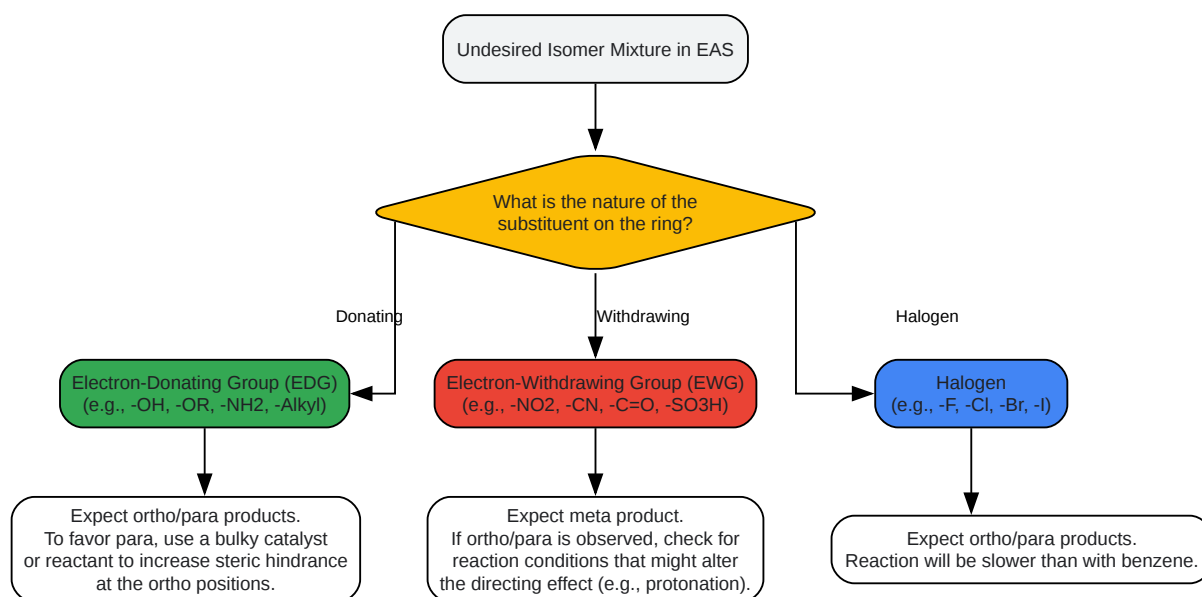 Undesired Isomer Mixture in EAS
What is the nature of the
substituent on the ring?
Donating
Withdrawing
Halogen
Electron-Donating Group (EDG)
(e.g., -OH, -OR, -NH2, -Alkyl)
Electron-Withdrawing Group (EWG)
(e.g., -NO2, -CN, -C=O, -SO3H)
Halogen
(e.g., -F, -Cl, -Br, -I)
Expect ortho/para products.
To favor para, use a bulky catalyst
or reactant to increase steric hindrance
at the ortho positions.
Expect meta product.
If ortho/para is observed, check for
reaction conditions that might alter
the directing effect (e.g., protonation).
Expect ortho/para products.
Reaction will be slower than with benzene.